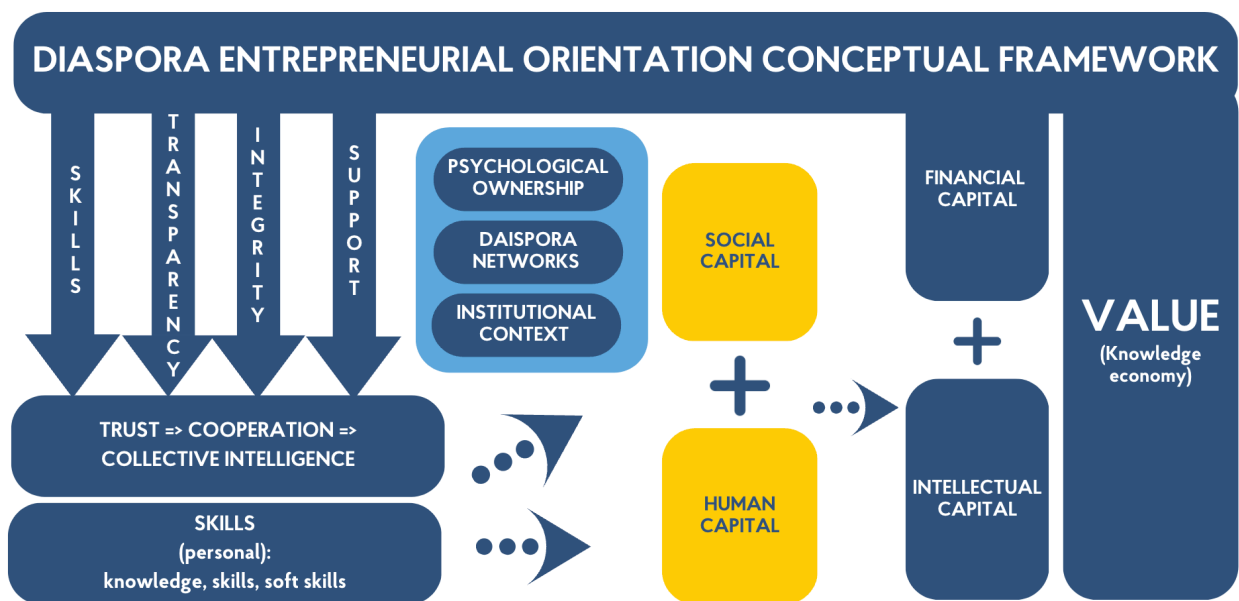 DIASPORA ENTREPRENEURIAL ORIENTATION CONCEPTUAL FRAMEWORK
SKILLS
TRANSPARENCY
INTEGRITY
SUPPORT
PSYCHOLOGICAL
OWNERSHIP
DAISPORA
NETWORKS
INSTITUTIONAL
CONTEXT
SOCIAL
CAPITAL
HUMAN
CAPITAL
FINANCIAL
CAPITAL
INTELLECTUAL
CAPITAL
VALUE
(Knowledge
economy)
TRUST => COOPERATION =>
COLLECTIVE INTELLIGENCE
SKILLS
(personal):
knowledge, skills, soft skills